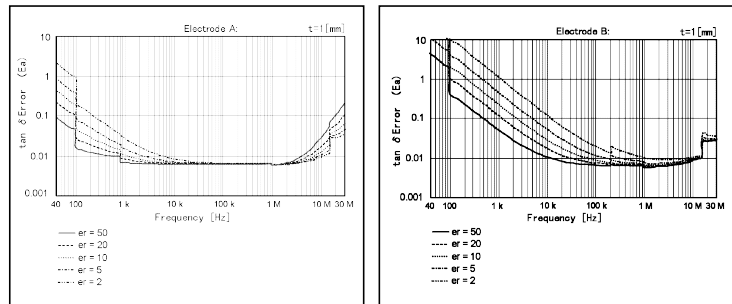 Electrode A: t=1[mm]
10
1
0.1
0.01
0.001
tan δ Error (Ea)
40 100 1 k 10 k 100 k 1 M 10 M 30 M
Frequency [Hz]
er = 50
er = 20
er = 10
er = 5
er = 2
Electrode B: t=1[mm]
10
1
0.1
0.01
0.001
tan δ Error (Ea)
40 100 1 k 10 k 100 k 1 M 10 M 30 M
Frequency [Hz]
er = 50
er = 20
er = 10
er = 5
er = 2